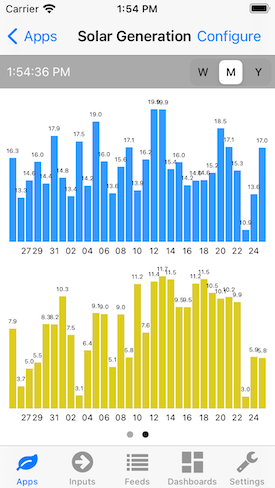 Carrier 1:54 PM
Apps Solar Generation Configure
1:54:36 PM W M Y
16.3 13.3 14.6 16.0 14.4 17.9 14.8 13.4 17.5 14.2 19.0 16.0 13.6 15.6 17.1 13.9 16.2 19.9 19.9 16.0 16.2 14.2 14.6 14.6 15.2 18.5 17.1 15.3 10.9 13.6 17.0
27 29 31 02 04 06 08 10 12 14 16 18 20 22 24
7.9 3.7 5.0 5.5 8.3 8.2 10.3 7.5 3.1 6.4 9.1 9.0 5.1 9.0 5.8 11.2 7.6 11.4 11.7 11.5 9.5 9.5 11.2 11.5 10.5 10.1 10.2 9.9 3.0 5.9 5.8
27 29 31 02 04 06 08 10 12 14 16 18 20 22 24
Apps Inputs Feeds Dashboards Settings